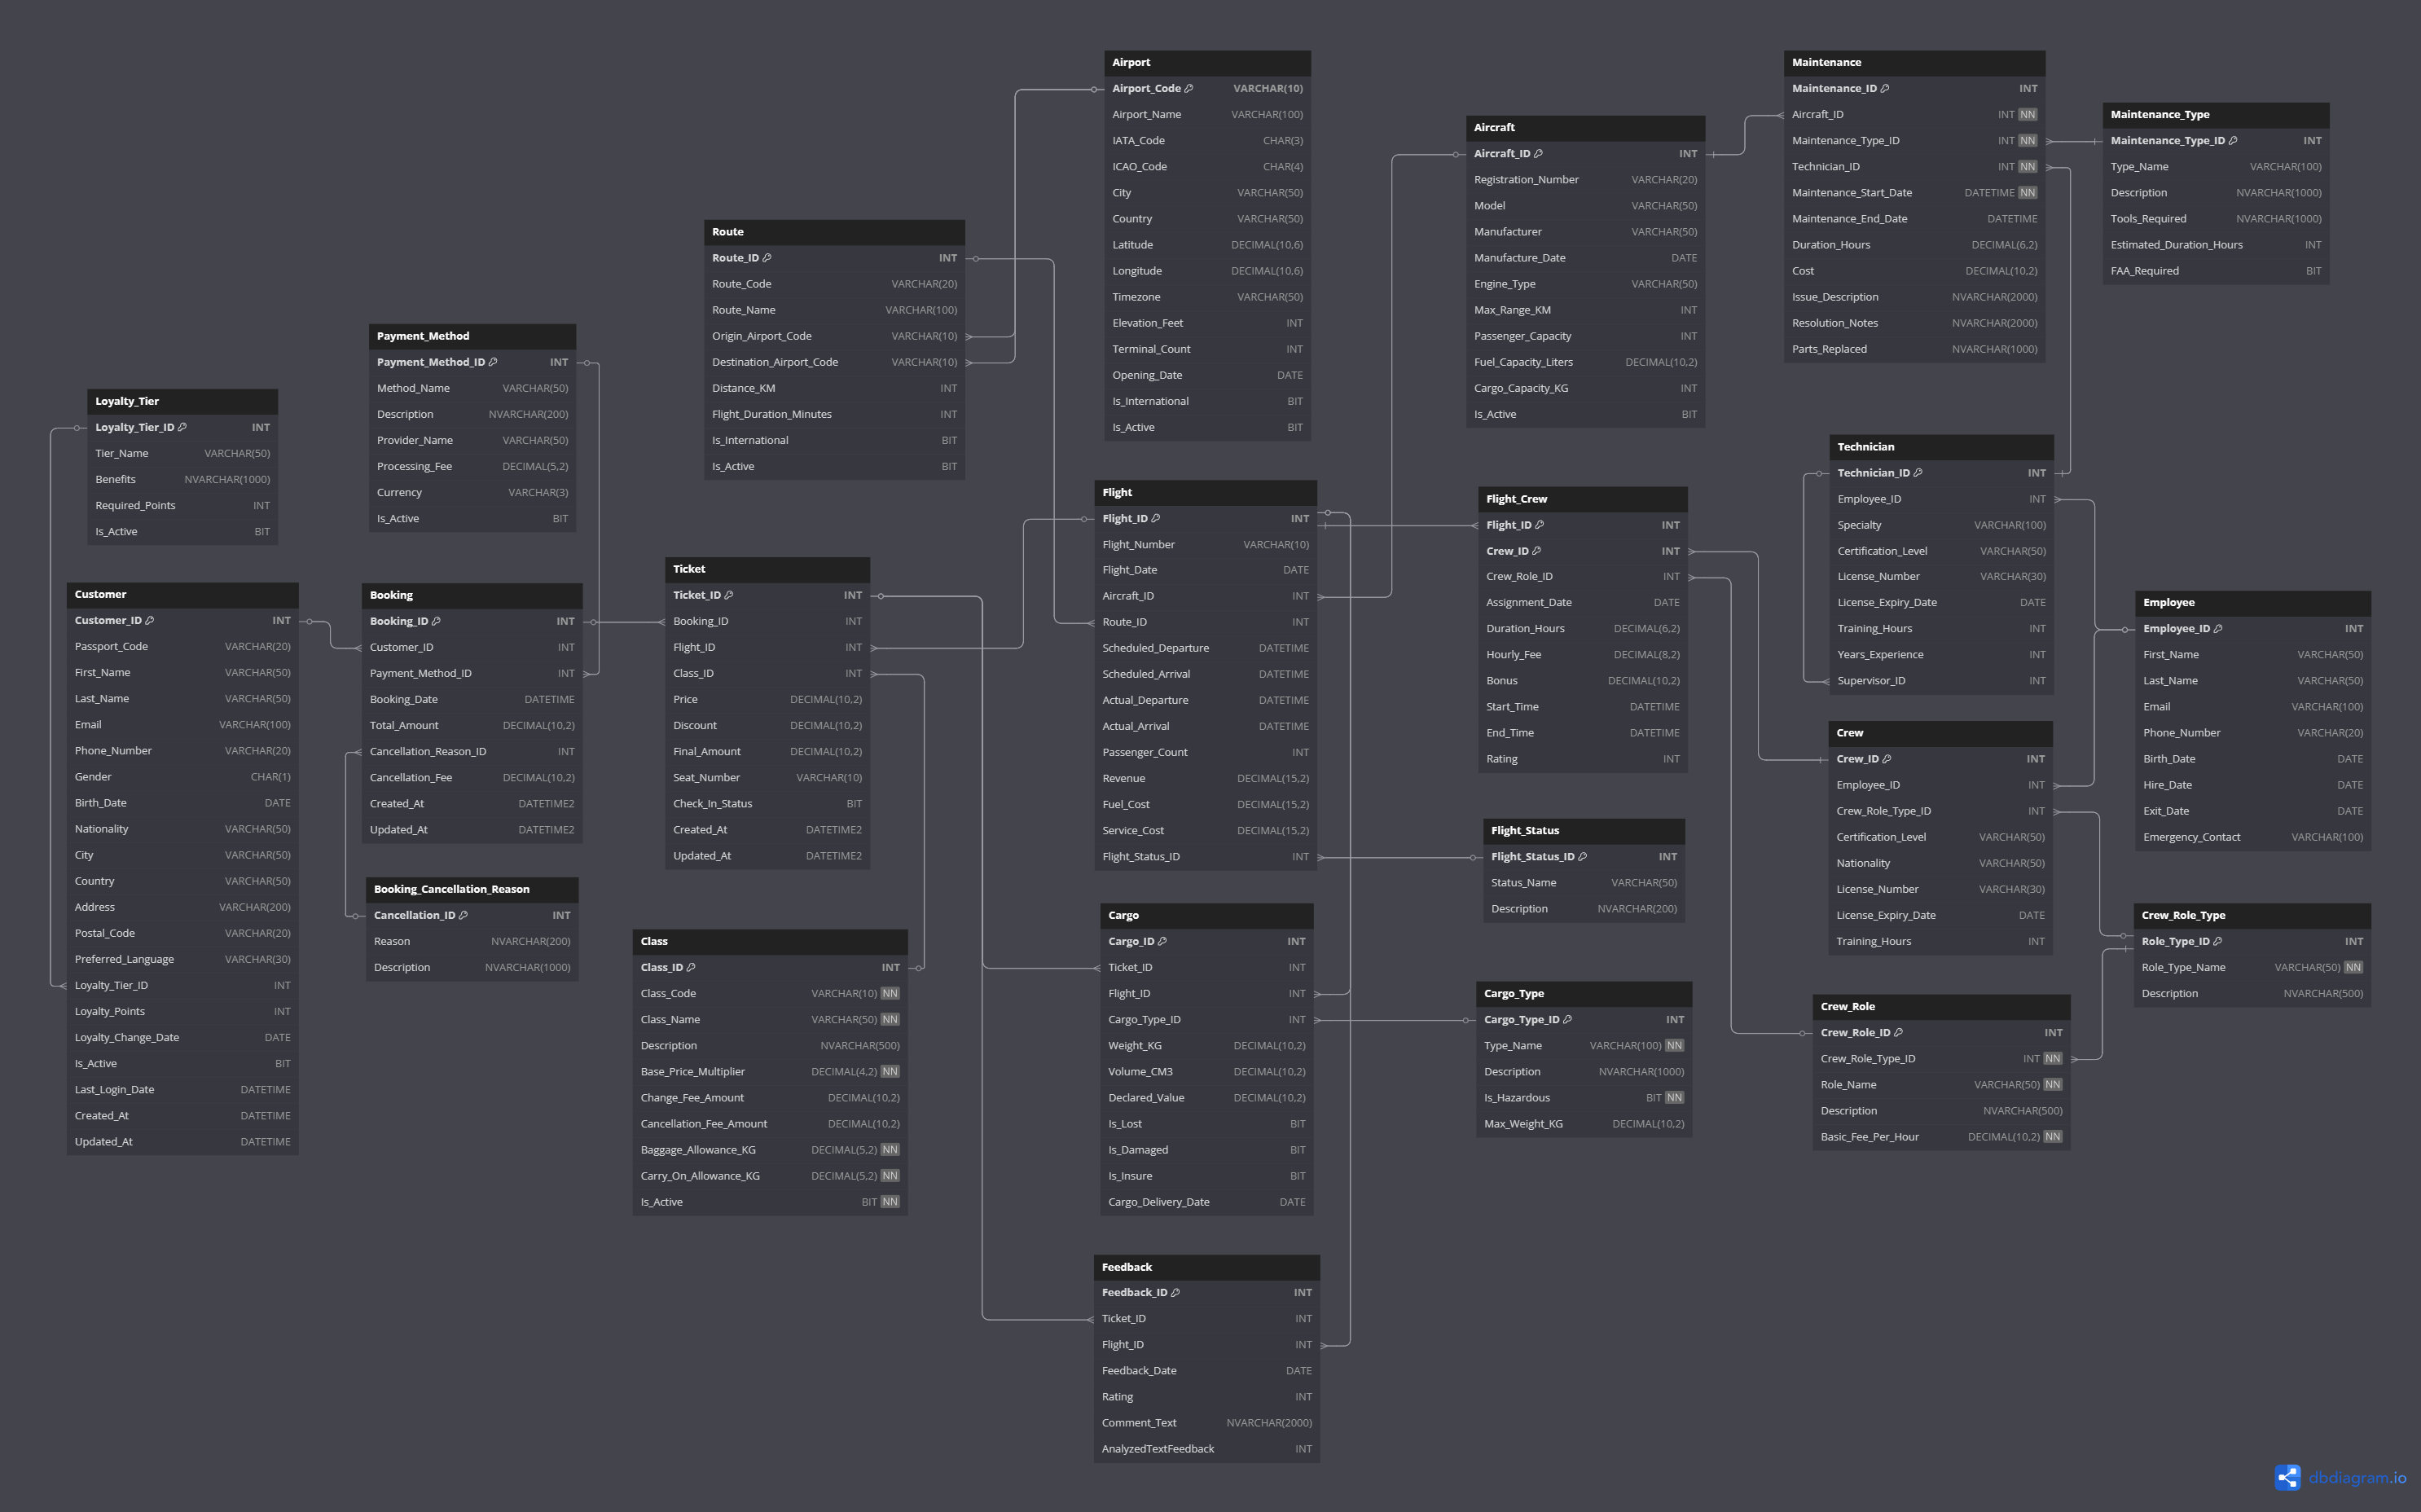 Airport
Airport_Code VARCHAR(10)
Airport_Name VARCHAR(100)
IATA_Code CHAR(3)
ICAO_Code CHAR(4)
City VARCHAR(50)
Country VARCHAR(50)
Latitude DECIMAL(10,6)
Longitude DECIMAL(10,6)
Timezone VARCHAR(50)
Elevation_Feet INT
Terminal_Count INT
Opening_Date DATE
Is_International BIT
Is_Active BIT
Maintenance
Maintenance_ID INT
Aircraft_ID INT NN
Maintenance_Type_ID INT NN
Technician_ID INT NN
Maintenance_Start_Date DATETIME NN
Maintenance_End_Date DATETIME
Duration_Hours DECIMAL(6,2)
Cost DECIMAL(10,2)
Issue_Description NVARCHAR(2000)
Resolution_Notes NVARCHAR(2000)
Parts_Replaced NVARCHAR(1000)
Maintenance_Type
Maintenance_Type_ID INT
Type_Name VARCHAR(100)
Description NVARCHAR(1000)
Tools_Required NVARCHAR(1000)
Estimated_Duration_Hours INT
FAA_Required BIT
Aircraft
Aircraft_ID INT
Registration_Number VARCHAR(20)
Model VARCHAR(50)
Manufacturer VARCHAR(50)
Manufacture_Date DATE
Engine_Type VARCHAR(50)
Max_Range_KM INT
Passenger_Capacity INT
Fuel_Capacity_Liters DECIMAL(10,2)
Cargo_Capacity_KG INT
Is_Active BIT
Route
Route_ID INT
Route_Code VARCHAR(20)
Route_Name VARCHAR(100)
Origin_Airport_Code VARCHAR(10)
Destination_Airport_Code VARCHAR(10)
Distance_KM INT
Flight_Duration_Minutes INT
Is_International BIT
Is_Active BIT
Payment_Method
Payment_Method_ID INT
Method_Name VARCHAR(50)
Description NVARCHAR(200)
Provider_Name VARCHAR(50)
Processing_Fee DECIMAL(5,2)
Currency VARCHAR(3)
Is_Active BIT
Loyalty_Tier
Loyalty_Tier_ID INT
Tier_Name VARCHAR(50)
Benefits NVARCHAR(1000)
Required_Points INT
Is_Active BIT
Technician
Technician_ID INT
Employee_ID INT
Specialty VARCHAR(100)
Certification_Level VARCHAR(50)
License_Number VARCHAR(30)
License_Expiry_Date DATE
Training_Hours INT
Years_Experience INT
Supervisor_ID INT
Flight
Flight_ID INT
Flight_Number VARCHAR(10)
Flight_Date DATE
Aircraft_ID INT
Route_ID INT
Scheduled_Departure DATETIME
Scheduled_Arrival DATETIME
Actual_Departure DATETIME
Actual_Arrival DATETIME
Passenger_Count INT
Revenue DECIMAL(15,2)
Fuel_Cost DECIMAL(15,2)
Service_Cost DECIMAL(15,2)
Flight_Status_ID INT
Flight_Crew
Flight_ID INT
Crew_ID INT
Crew_Role_ID INT
Assignment_Date DATE
Duration_Hours DECIMAL(6,2)
Hourly_Fee DECIMAL(8,2)
Bonus DECIMAL(10,2)
Start_Time DATETIME
End_Time DATETIME
Rating INT
Ticket
Ticket_ID INT
Booking_ID INT
Flight_ID INT
Class_ID INT
Price DECIMAL(10,2)
Discount DECIMAL(10,2)
Final_Amount DECIMAL(10,2)
Seat_Number VARCHAR(10)
Check_In_Status BIT
Created_At DATETIME2
Updated_At DATETIME2
Customer
Customer_ID INT
Passport_Code VARCHAR(20)
First_Name VARCHAR(50)
Last_Name VARCHAR(50)
Email VARCHAR(100)
Phone_Number VARCHAR(20)
Gender CHAR(1)
Birth_Date DATE
Nationality VARCHAR(50)
City VARCHAR(50)
Country VARCHAR(50)
Address VARCHAR(200)
Postal_Code VARCHAR(20)
Preferred_Language VARCHAR(30)
Loyalty_Tier_ID INT
Loyalty_Points INT
Loyalty_Change_Date DATE
Is_Active BIT
Last_Login_Date DATETIME
Created_At DATETIME
Updated_At DATETIME
Booking
Booking_ID INT
Customer_ID INT
Payment_Method_ID INT
Booking_Date DATETIME
Total_Amount DECIMAL(10,2)
Cancellation_Reason_ID INT
Cancellation_Fee DECIMAL(10,2)
Created_At DATETIME2
Updated_At DATETIME2
Employee
Employee_ID INT
First_Name VARCHAR(50)
Last_Name VARCHAR(50)
Email VARCHAR(100)
Phone_Number VARCHAR(20)
Birth_Date DATE
Hire_Date DATE
Exit_Date DATE
Emergency_Contact VARCHAR(100)
Crew
Crew_ID INT
Employee_ID INT
Crew_Role_Type_ID INT
Certification_Level VARCHAR(50)
Nationality VARCHAR(50)
License_Number VARCHAR(30)
License_Expiry_Date DATE
Training_Hours INT
Flight_Status
Flight_Status_ID INT
Status_Name VARCHAR(50)
Description NVARCHAR(200)
Booking_Cancellation_Reason
Cancellation_ID INT
Reason NVARCHAR(200)
Description NVARCHAR(1000)
Class
Class_ID INT
Class_Code VARCHAR(10) NN
Class_Name VARCHAR(50) NN
Description NVARCHAR(500)
Base_Price_Multiplier DECIMAL(4,2) NN
Change_Fee_Amount DECIMAL(10,2)
Cancellation_Fee_Amount DECIMAL(10,2)
Baggage_Allowance_KG DECIMAL(5,2) NN
Carry_On_Allowance_KG DECIMAL(5,2) NN
Is_Active BIT NN
Cargo
Cargo_ID INT
Ticket_ID INT
Flight_ID INT
Cargo_Type_ID INT
Weight_KG DECIMAL(10,2)
Volume_CM3 DECIMAL(10,2)
Declared_Value DECIMAL(10,2)
Is_Lost BIT
Is_Damaged BIT
Is_Insure BIT
Cargo_Delivery_Date DATE
Crew_Role_Type
Role_Type_ID INT
Role_Type_Name VARCHAR(50) NN
Description NVARCHAR(500)
Cargo_Type
Cargo_Type_ID INT
Type_Name VARCHAR(100) NN
Description NVARCHAR(1000)
Is_Hazardous BIT NN
Max_Weight_KG DECIMAL(10,2)
Crew_Role
Crew_Role_ID INT
Crew_Role_Type_ID INT NN
Role_Name VARCHAR(50) NN
Description NVARCHAR(500)
Basic_Fee_Per_Hour DECIMAL(10,2) NN
Feedback
Feedback_ID INT
Ticket_ID INT
Flight_ID INT
Feedback_Date DATE
Rating INT
Comment_Text NVARCHAR(2000)
AnalyzedTextFeedback INT
dbdiagram.io